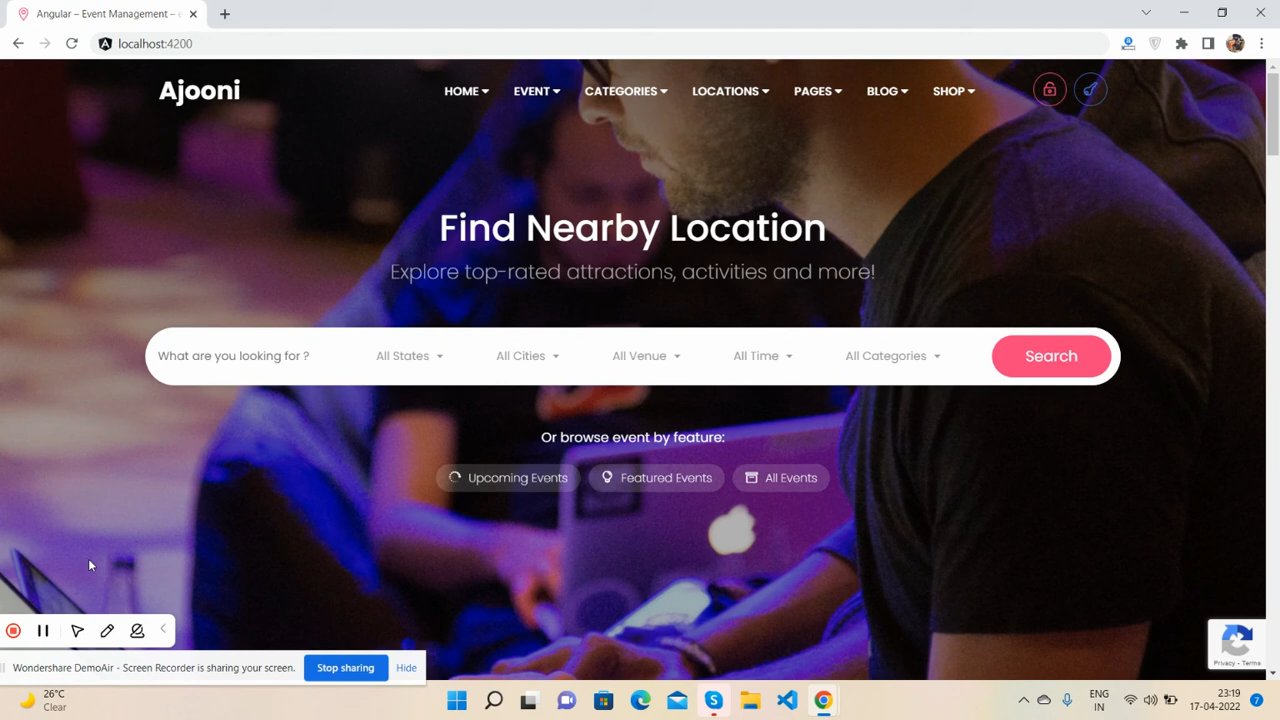 Angular – Event Management –
localhost:4200
Ajooni
HOME
EVENT
CATEGORIES
LOCATIONS
PAGES
BLOG
SHOP
Find Nearby Location
Explore top-rated attractions, activities and more!
What are you looking for ?
All States
All Cities
All Venue
All Time
All Categories
Search
Or browse event by feature:
Upcoming Events
Featured Events
All Events
Privacy - Terms
Wondershare DemoAir - Screen Recorder is sharing your screen.
Stop sharing
Hide
26°C
Clear
ENG
IN
23:19
17-04-2022
7